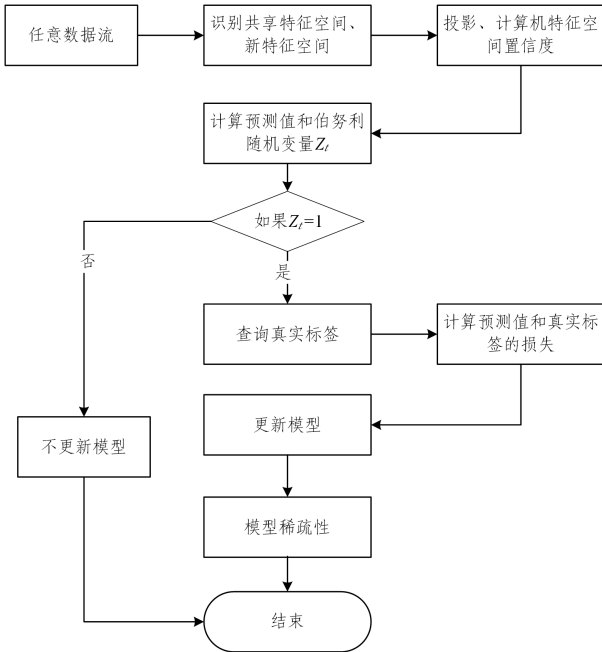 任意数据流
识别共享特征空间、
新特征空间
投影、计算机特征空
间置信度
计算预测值和伯努利
随机变量Zt
如果Zt=1
否
是
查询真实标签
计算预测值和真实标
签的损失
更新模型
不更新模型
模型稀疏性
结束